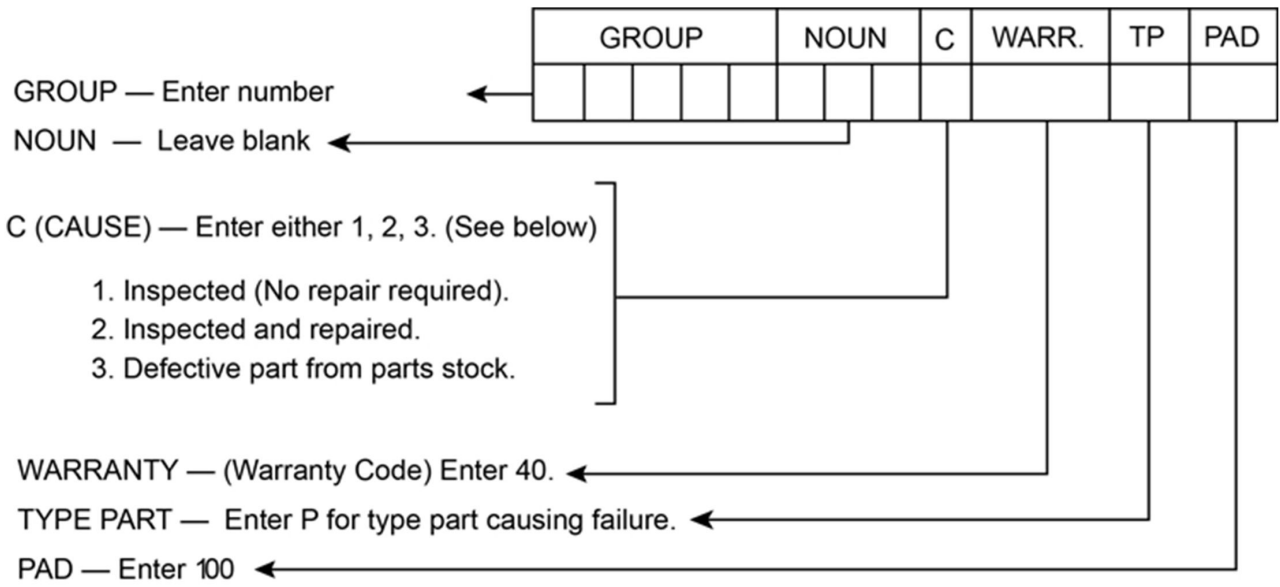 GROUP NOUN C WARR. TP PAD
GROUP — Enter number
NOUN — Leave blank
C (CAUSE) — Enter either 1, 2, 3. (See below)
1. Inspected (No repair required).
2. Inspected and repaired.
3. Defective part from parts stock.
WARRANTY — (Warranty Code) Enter 40.
TYPE PART — Enter P for type part causing failure.
PAD — Enter 100